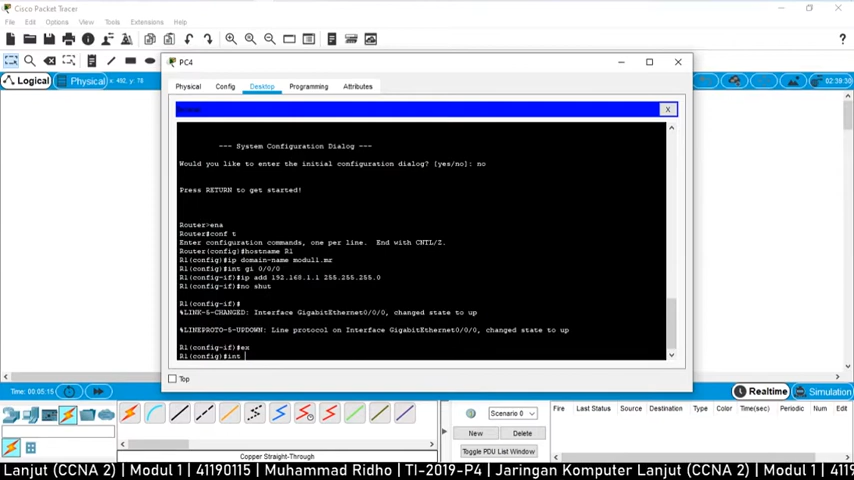 Cisco Packet Tracer
File Edit Options View Tools Extensions Help
?
Logical Physical x: 492, y: 78
02:39:30
PC4
Physical Config Desktop Programming Attributes
X
--- System Configuration Dialog ---
Would you like to enter the initial configuration dialog? [yes/no]: no
Press RETURN to get started!
Router>ena
Router#conf t
Enter configuration commands, one per line. End with CNTL/Z.
Router(config)#hostname R1
R1(config)#ip domain-name modul1.mr
R1(config)#int gi 0/0/0
R1(config-if)#ip add 192.168.1.1 255.255.255.0
R1(config-if)#no shut
R1(config-if)#
%LINK-5-CHANGED: Interface GigabitEthernet0/0/0, changed state to up
%LINEPROTO-5-UPDOWN: Line protocol on Interface GigabitEthernet0/0/0, changed state to up
R1(config-if)#ex
R1(config)#int
Top
Time: 00:05:15
Realtime Simulation
Scenario 0
New Delete
Toggle PDU List Window
Fire Last Status Source Destination Type Color Time(sec) Periodic Num Edit
Copper Straight-Through
Lanjut (CCNA 2) | Modul 1 | 41190115 | Muhammad Ridho | TI-2019-P4 | Jaringan Komputer Lanjut (CCNA 2) | Modul 1 | 4119